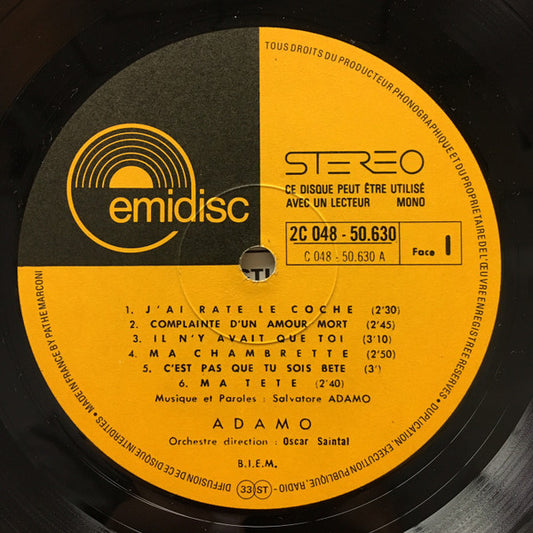 TOUS DROITS DU PRODUCTEUR PHONOGRAPHIQUE ET DU PROPRIETAIRE DE L'ŒUVRE ENREGISTREE RESERVES - DUPLICATION, EXECUTION PUBLIQUE, RADIO - DIFFUSION DE CE DISQUE INTERDITES - MADE IN FRANCE BY PATHE MARCONI
emidisc
STEREO
CE DISQUE PEUT ÊTRE UTILISÉ
AVEC UN LECTEUR MONO
2C 048 - 50.630
C 048 - 50.630 A
Face 1
1. J'AI RATE LE COCHE (2'30)
2. COMPLAINTE D'UN AMOUR MORT (2'45)
3. IL N'Y AVAIT QUE TOI (3'10)
4. MA CHAMBRETTE (2'50)
5. C'EST PAS QUE TU SOIS BETE (3')
6. MA TETE (2'40)
Musique et Paroles : Salvatore ADAMO
ADAMO
Orchestre direction : Oscar Saintal
B.I.E.M.
33 ST